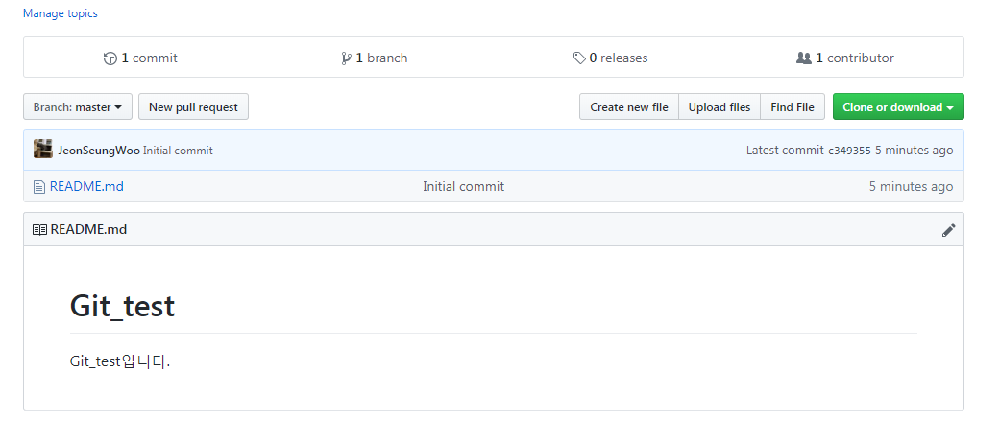 Manage topics
1 commit 1 branch 0 releases 1 contributor
Branch: master New pull request Create new file Upload files Find File Clone or download
JeonSeungWoo Initial commit Latest commit c349355 5 minutes ago
README.md Initial commit 5 minutes ago
README.md
Git_test
Git_test입니다.